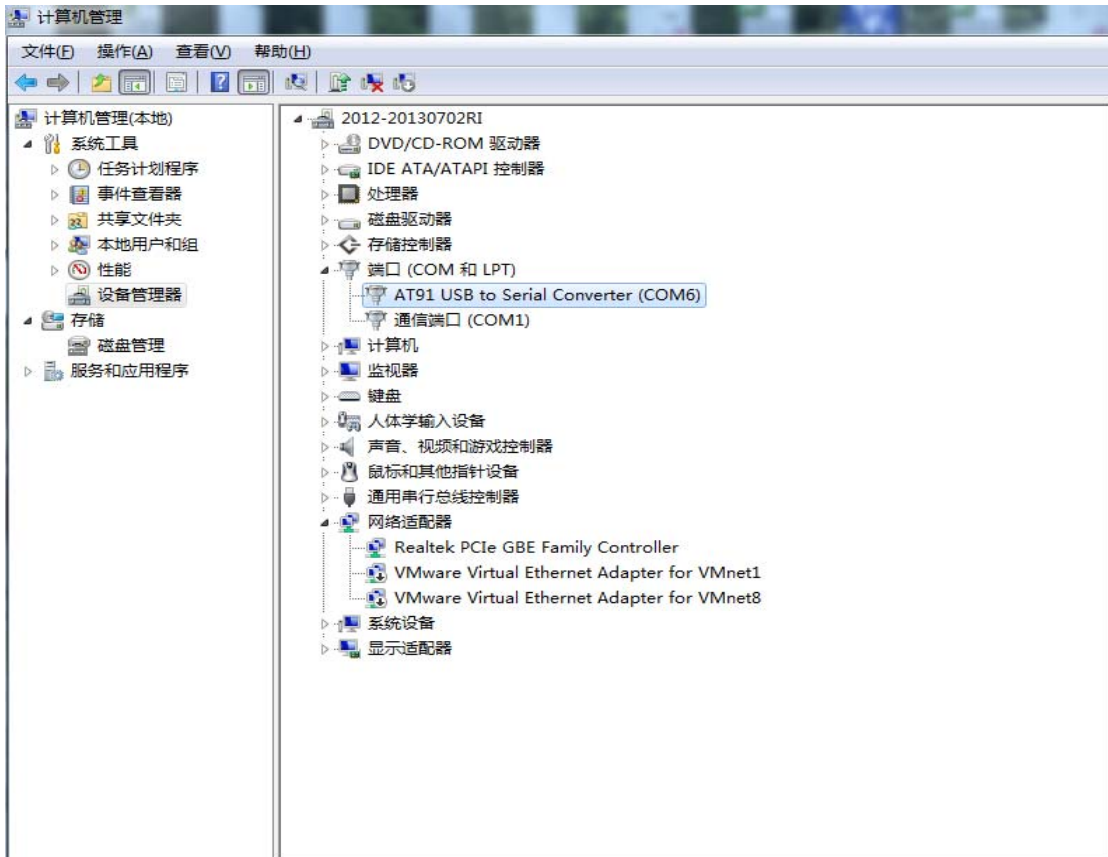 计算机管理
文件(F) 操作(A) 查看(V) 帮助(H)
计算机管理(本地)
系统工具
任务计划程序
事件查看器
共享文件夹
本地用户和组
性能
设备管理器
存储
磁盘管理
服务和应用程序
2012-20130702RI
DVD/CD-ROM 驱动器
IDE ATA/ATAPI 控制器
处理器
磁盘驱动器
存储控制器
端口 (COM 和 LPT)
AT91 USB to Serial Converter (COM6)
通信端口 (COM1)
计算机
监视器
键盘
人体学输入设备
声音、视频和游戏控制器
鼠标和其他指针设备
通用串行总线控制器
网络适配器
Realtek PCIe GBE Family Controller
VMware Virtual Ethernet Adapter for VMnet1
VMware Virtual Ethernet Adapter for VMnet8
系统设备
显示适配器